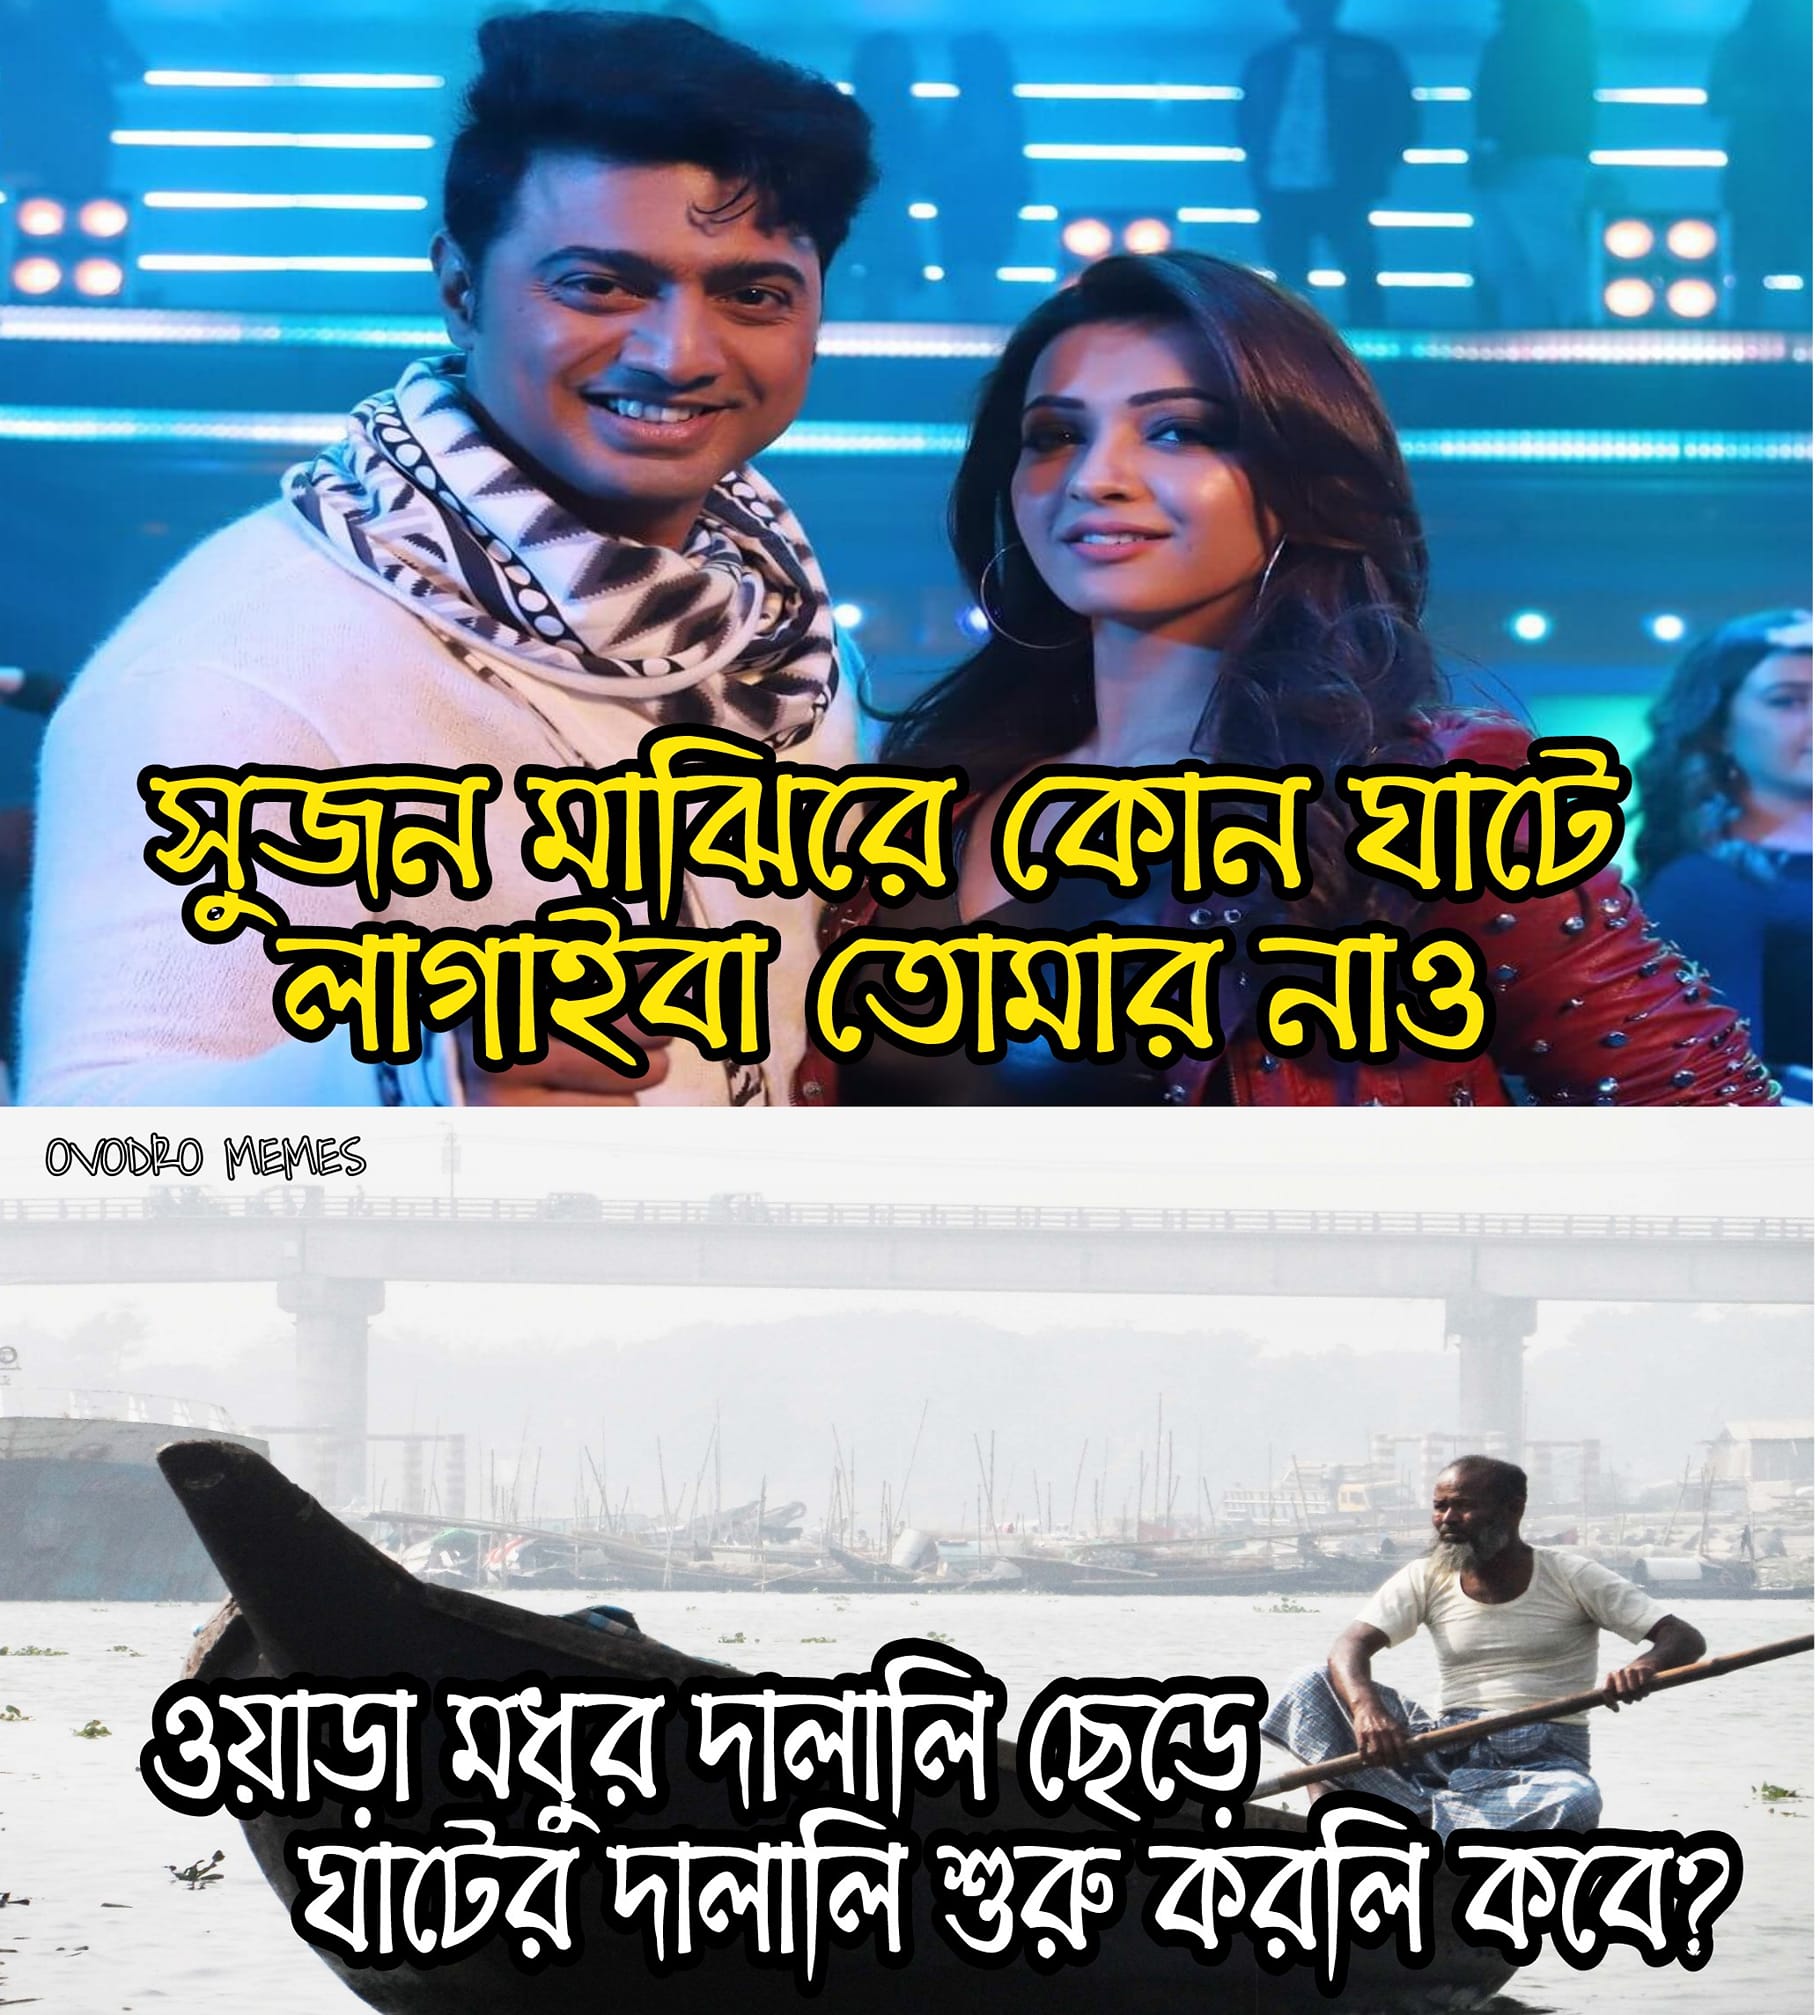 সুজন মাঝিরে কোন ঘাটে
লাগাইবা তোমার নাও
OVODRO MEMES
ওয়াড়া মধুর দালালি ছেড়ে
ঘাটের দালালি শুরু করলি কবে?